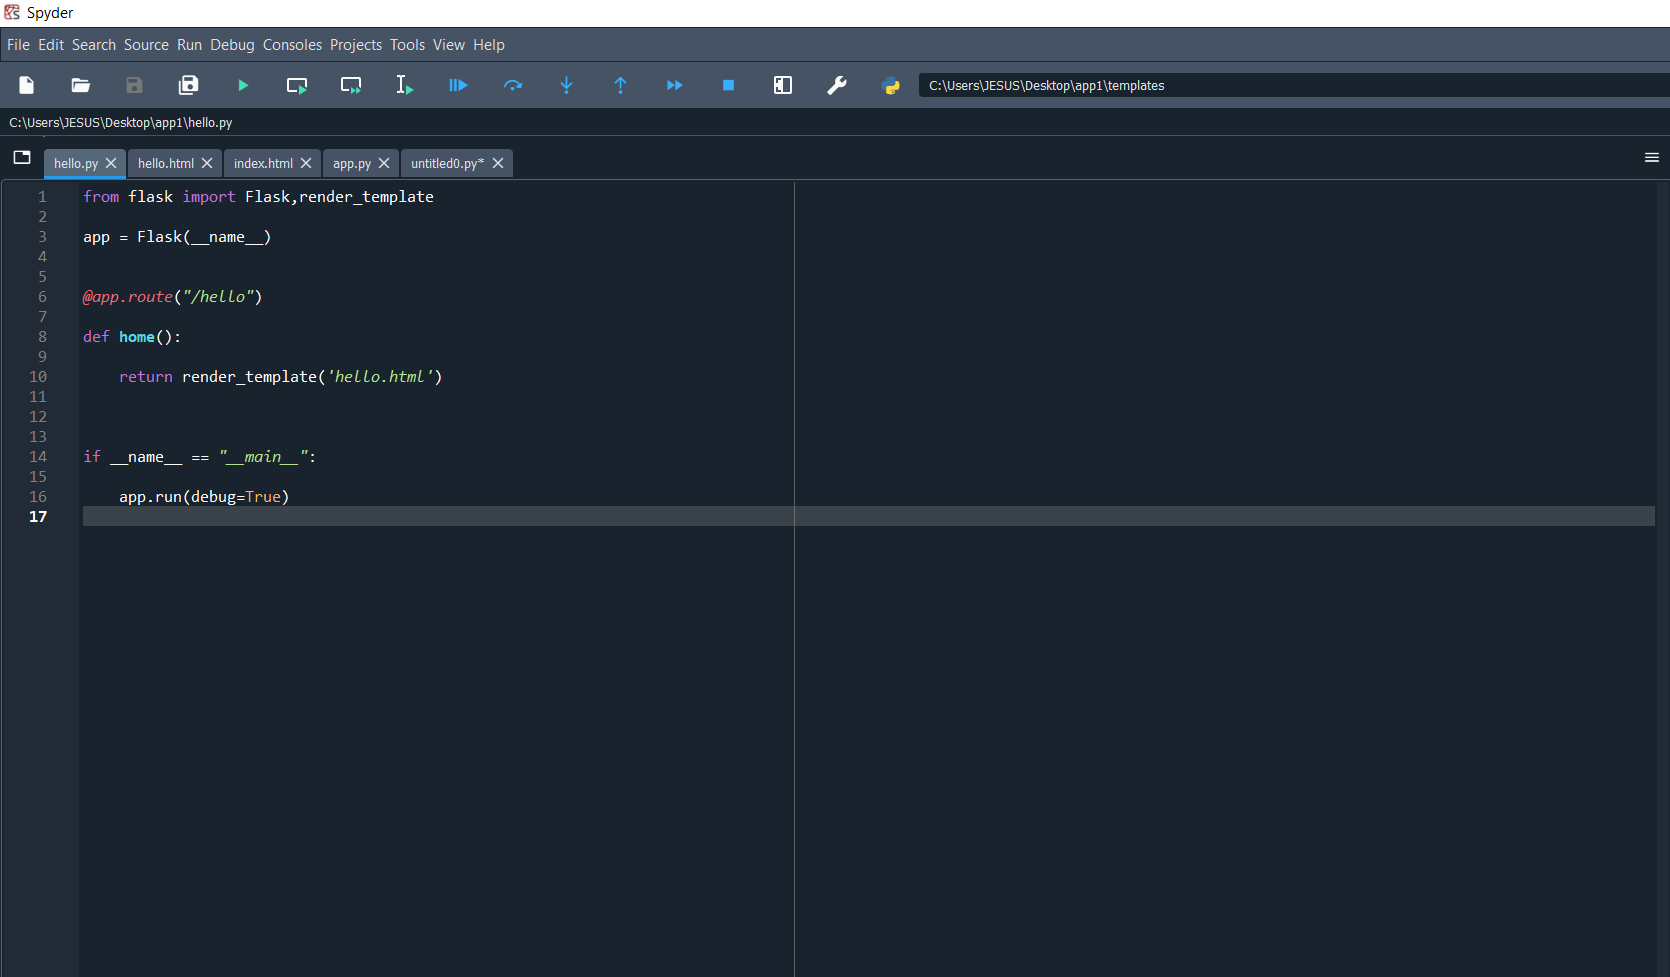 Spyder
File Edit Search Source Run Debug Consoles Projects Tools View Help
C:\Users\JESUS\Desktop\app1\templates
C:\Users\JESUS\Desktop\app1\hello.py
hello.py hello.html index.html app.py untitled0.py*
1 from flask import Flask,render_template
2
3 app = Flask(__name__)
4
5
6 @app.route("/hello")
7
8 def home():
9
10     return render_template('hello.html')
11
12
13
14 if __name__ == "__main__":
15
16     app.run(debug=True)
17